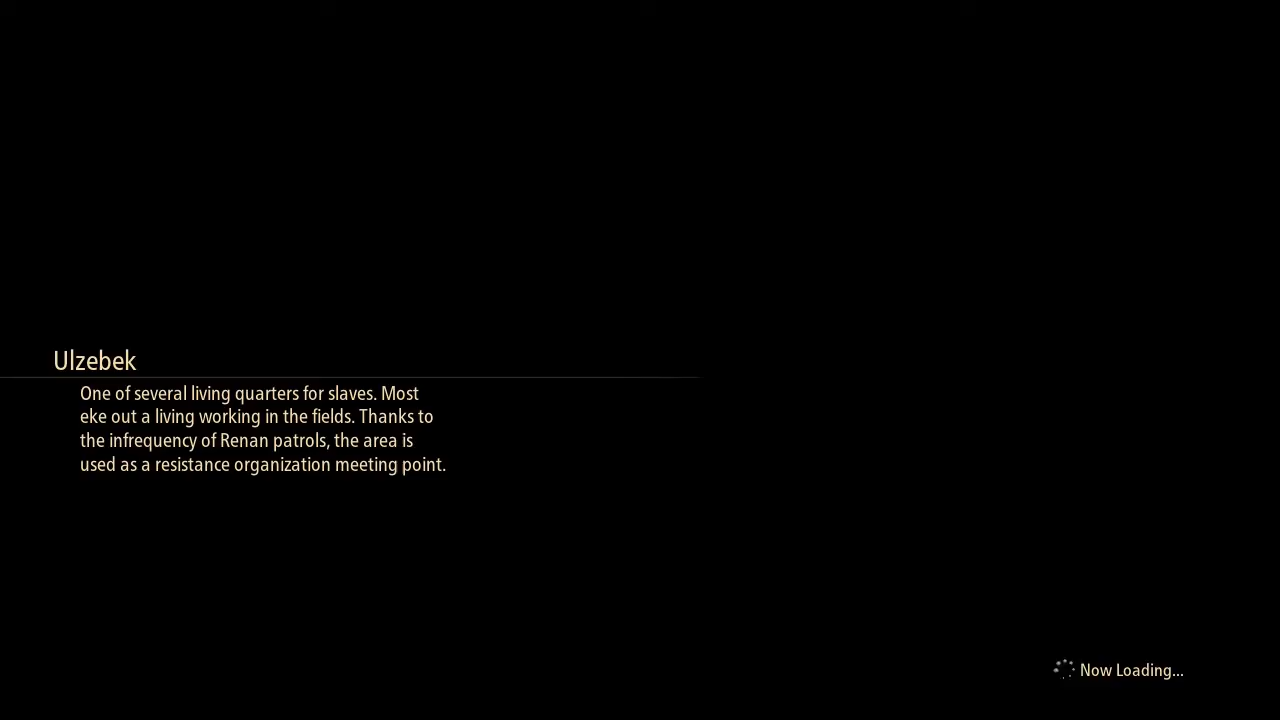 Ulzebek
One of several living quarters for slaves. Most
eke out a living working in the fields. Thanks to
the infrequency of Renan patrols, the area is
used as a resistance organization meeting point.
Now Loading...